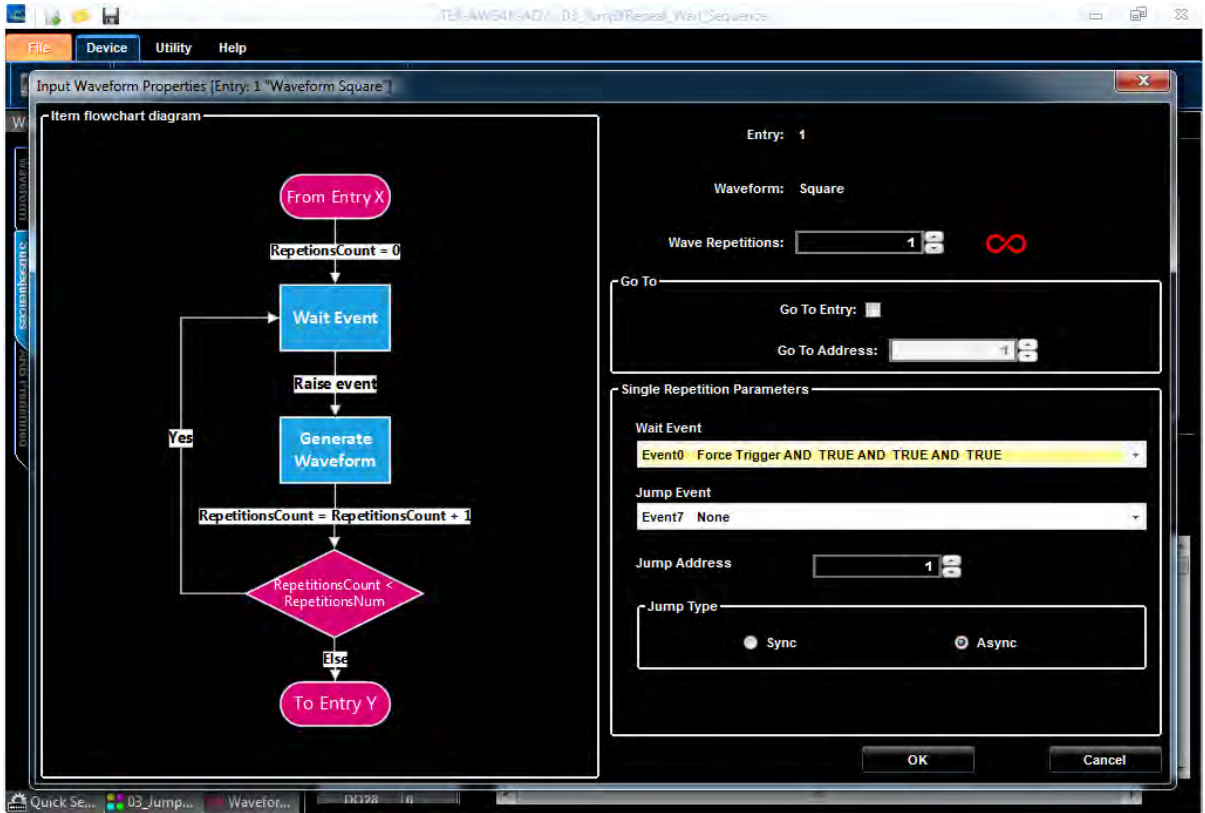 File Device Utility Help
Input Waveform Properties [Entry: 1 "Waveform Square"]
Item flowchart diagram
From Entry X
RepetionsCount = 0
Wait Event
Raise event
Generate
Waveform
Yes
RepetitionsCount = RepetitionsCount + 1
RepetitionsCount <
RepetitionsNum
Else
To Entry Y
Entry: 1
Waveform: Square
Wave Repetitions: 1
Go To
Go To Entry:
Go To Address: 1
Single Repetition Parameters
Wait Event
Event0 Force Trigger AND TRUE AND TRUE AND TRUE
Jump Event
Event7 None
Jump Address 1
Jump Type
Sync Async
OK Cancel
Waveform
Subsequences
Quick Se... 03_Jump... Wavefor...